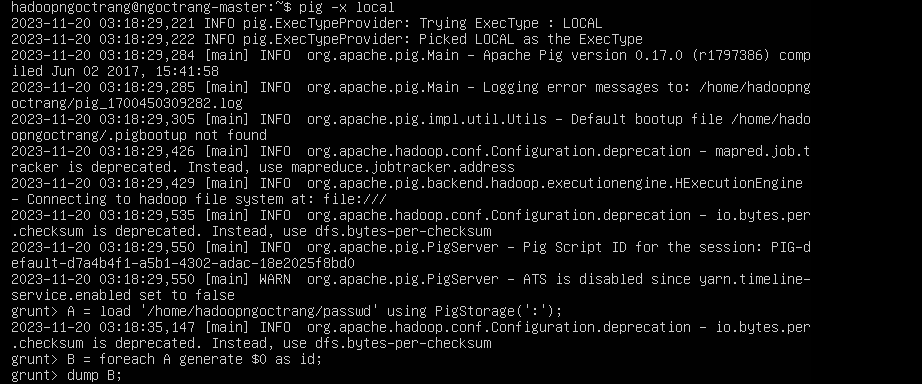 hadoopngoctrang@ngoctrang-master:~$ pig -x local
2023-11-20 03:18:29,221 INFO pig.ExecTypeProvider: Trying ExecType : LOCAL
2023-11-20 03:18:29,222 INFO pig.ExecTypeProvider: Picked LOCAL as the ExecType
2023-11-20 03:18:29,284 [main] INFO  org.apache.pig.Main - Apache Pig version 0.17.0 (r1797386) comp
iled Jun 02 2017, 15:41:58
2023-11-20 03:18:29,285 [main] INFO  org.apache.pig.Main - Logging error messages to: /home/hadoopng
octrang/pig_1700450309282.log
2023-11-20 03:18:29,305 [main] INFO  org.apache.pig.impl.util.Utils - Default bootup file /home/hado
opngoctrang/.pigbootup not found
2023-11-20 03:18:29,426 [main] INFO  org.apache.hadoop.conf.Configuration.deprecation - mapred.job.t
racker is deprecated. Instead, use mapreduce.jobtracker.address
2023-11-20 03:18:29,429 [main] INFO  org.apache.pig.backend.hadoop.executionengine.HExecutionEngine
- Connecting to hadoop file system at: file:///
2023-11-20 03:18:29,535 [main] INFO  org.apache.hadoop.conf.Configuration.deprecation - io.bytes.per
.checksum is deprecated. Instead, use dfs.bytes-per-checksum
2023-11-20 03:18:29,550 [main] INFO  org.apache.pig.PigServer - Pig Script ID for the session: PIG-d
efault-d7a4b4f1-a5b1-4302-adac-18e2025f8bd0
2023-11-20 03:18:29,550 [main] WARN  org.apache.pig.PigServer - ATS is disabled since yarn.timeline-
service.enabled set to false
grunt> A = load '/home/hadoopngoctrang/passwd' using PigStorage(':');
2023-11-20 03:18:35,147 [main] INFO  org.apache.hadoop.conf.Configuration.deprecation - io.bytes.per
.checksum is deprecated. Instead, use dfs.bytes-per-checksum
grunt> B = foreach A generate $0 as id;
grunt> dump B;